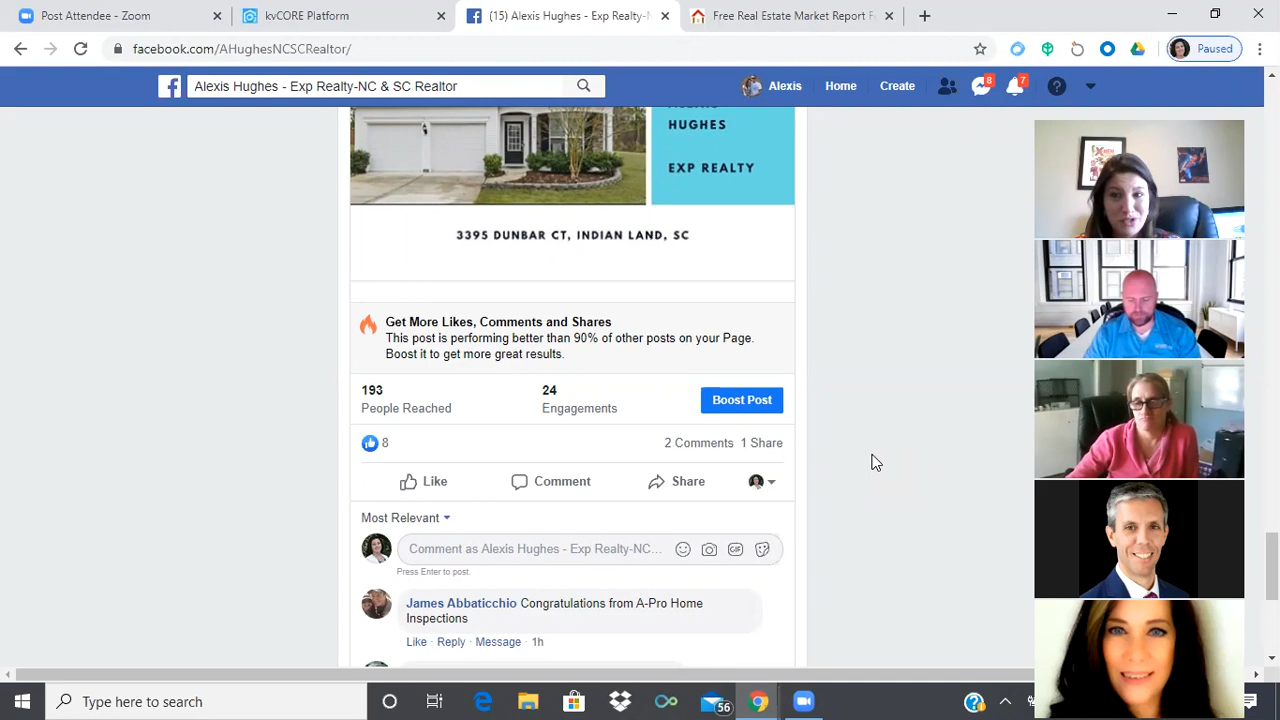 Post Attendee - Zoom
kvCORE Platform
(15) Alexis Hughes - Exp Realty-N
Free Real Estate Market Report F
facebook.com/AHughesNCSCRealtor/
Paused
Alexis Hughes - Exp Realty-NC & SC Realtor
Alexis
Home
Create
8
7
HUGHES
EXP REALTY
3395 DUNBAR CT, INDIAN LAND, SC
Get More Likes, Comments and Shares
This post is performing better than 90% of other posts on your Page.
Boost it to get more great results.
193
24
People Reached
Engagements
Boost Post
8
2 Comments 1 Share
Like
Comment
Share
Most Relevant
Comment as Alexis Hughes - Exp Realty-NC...
Press Enter to post.
James Abbaticchio Congratulations from A-Pro Home
Inspections
Like · Reply · Message · 1h
Type here to search
56